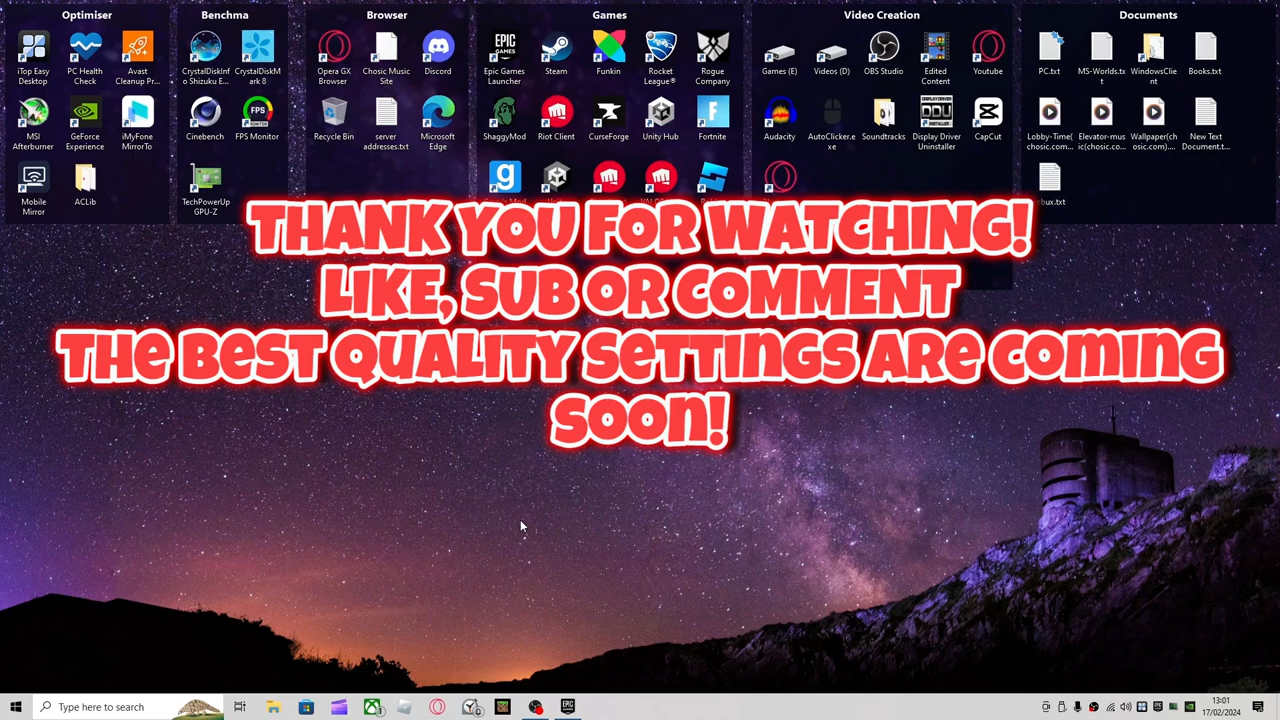 Optimiser
Benchma
Browser
Games
Video Creation
Documents
iTop Easy Desktop
PC Health Check
Avast Cleanup Pr...
CrystalDiskInfo Shizuku E...
CrystalDiskMark 8
Opera GX Browser
Chosic Music Site
Discord
Epic Games Launcher
Steam
Funkin
Rocket League®
Rogue Company
Games (E)
Videos (D)
OBS Studio
Edited Content
Youtube
PC.txt
MS-Worlds.txt
WindowsClient
Books.txt
MSI Afterburner
GeForce Experience
iMyFone MirrorTo
Cinebench
FPS Monitor
Recycle Bin
server addresses.txt
Microsoft Edge
ShaggyMod
Riot Client
CurseForge
Unity Hub
Fortnite
Audacity
AutoClicker.exe
Soundtracks
Display Driver Uninstaller
CapCut
Lobby-Time(chosic.com...
Elevator-music(chosic.co...
Wallpaper(chosic.com)....
New Text Document.t...
Mobile Mirror
ACLib
TechPowerUp GPU-Z
THANK YOU FOR WATCHING!
LIKE, SUB OR COMMENT
THE BEST QUALITY SETTINGS ARE COMING
SOON!
Type here to search
13:01
17/02/2024